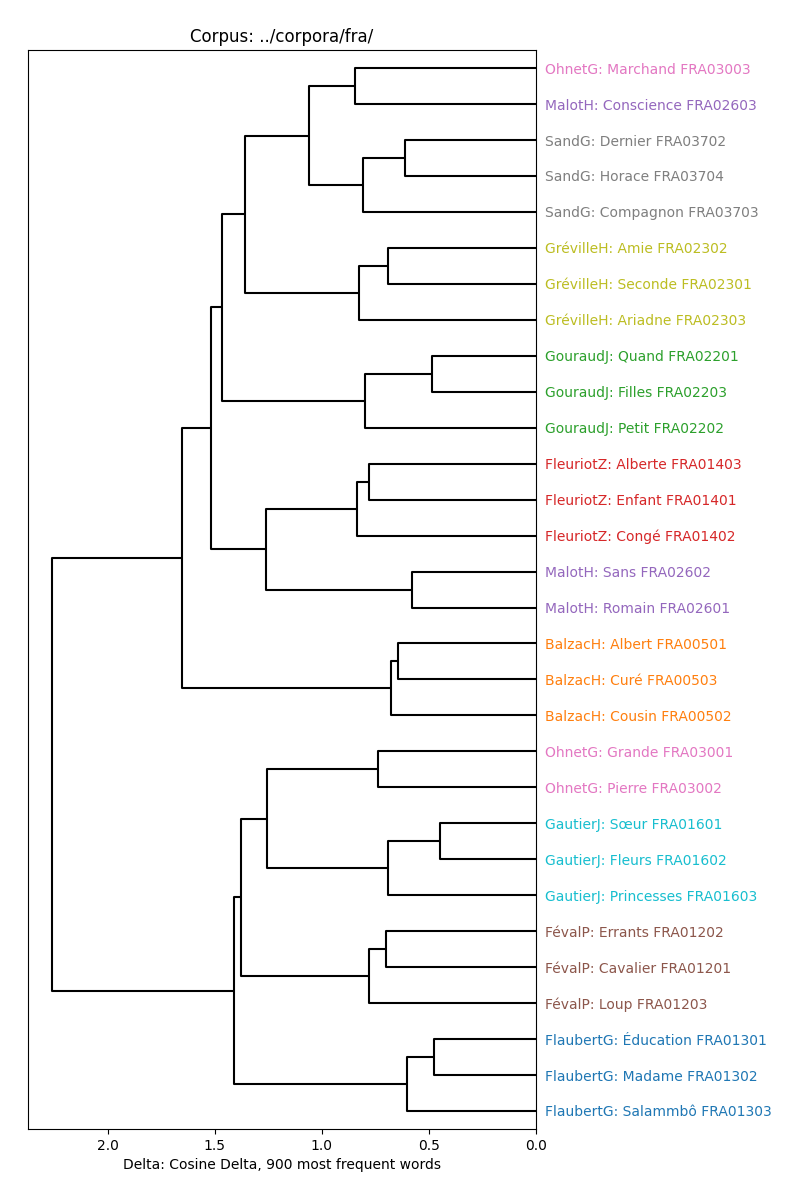 Corpus: ../corpora/fra/
OhnetG: Marchand FRA03003
MalotH: Conscience FRA02603
SandG: Dernier FRA03702
SandG: Horace FRA03704
SandG: Compagnon FRA03703
GrévilleH: Amie FRA02302
GrévilleH: Seconde FRA02301
GrévilleH: Ariadne FRA02303
GouraudJ: Quand FRA02201
GouraudJ: Filles FRA02203
GouraudJ: Petit FRA02202
FleuriotZ: Alberte FRA01403
FleuriotZ: Enfant FRA01401
FleuriotZ: Congé FRA01402
MalotH: Sans FRA02602
MalotH: Romain FRA02601
BalzacH: Albert FRA00501
BalzacH: Curé FRA00503
BalzacH: Cousin FRA00502
OhnetG: Grande FRA03001
OhnetG: Pierre FRA03002
GautierJ: Sœur FRA01601
GautierJ: Fleurs FRA01602
GautierJ: Princesses FRA01603
FévalP: Errants FRA01202
FévalP: Cavalier FRA01201
FévalP: Loup FRA01203
FlaubertG: Éducation FRA01301
FlaubertG: Madame FRA01302
FlaubertG: Salammbô FRA01303
2.0 1.5 1.0 0.5 0.0
Delta: Cosine Delta, 900 most frequent words